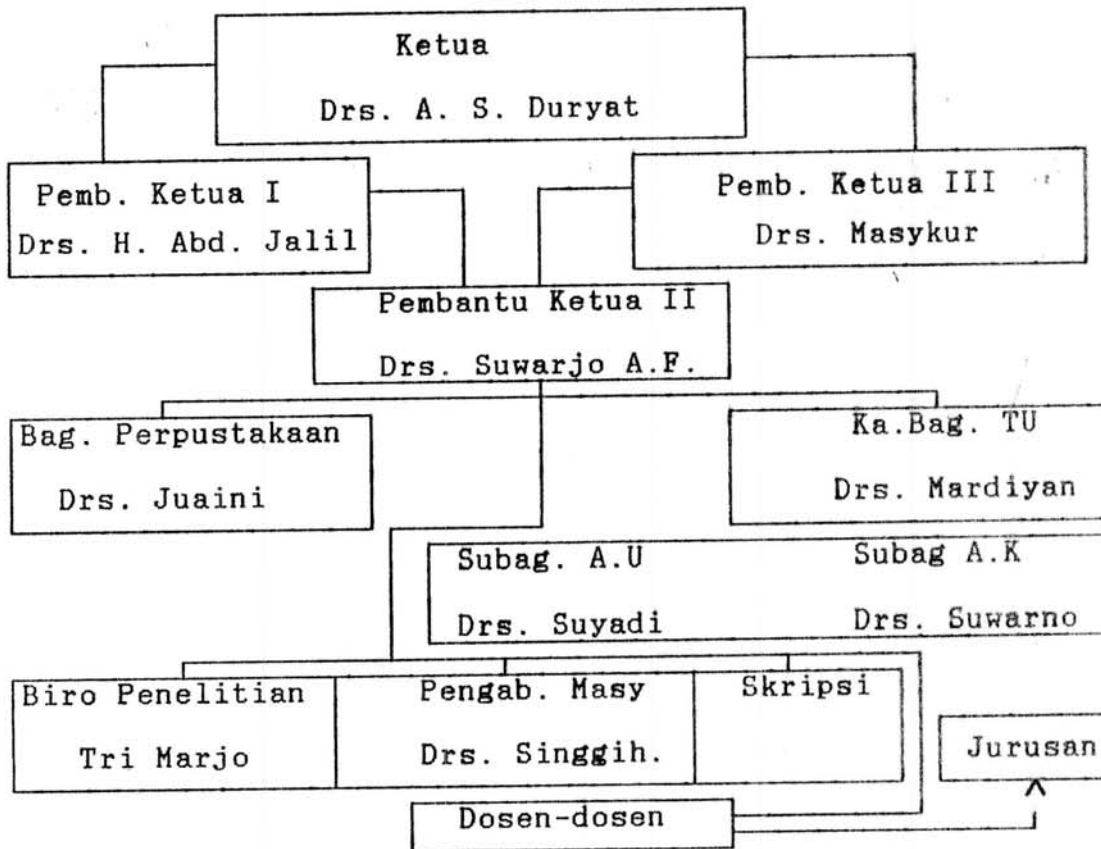 Ketua
Drs. A. S. Duryat
Pemb. Ketua I
Drs. H. Abd. Jalil
Pemb. Ketua III
Drs. Masykur
Pembantu Ketua II
Drs. Suwarjo A.F.
Bag. Perpustakaan
Drs. Juaini
Ka.Bag. TU
Drs. Mardiyan
Subag. A.U
Drs. Suyadi
Subag A.K
Drs. Suwarno
Biro Penelitian
Tri Marjo
Pengab. Masy
Drs. Singgih.
Skripsi
Jurusan
Dosen-dosen